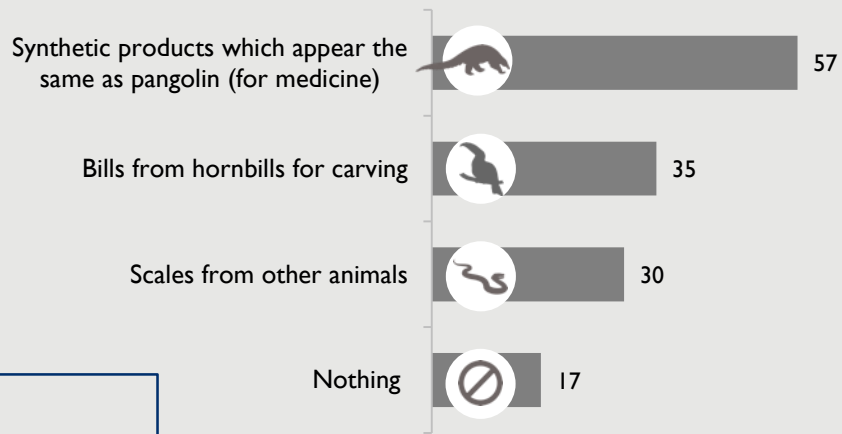 Synthetic products which appear the
same as pangolin (for medicine)
57
Bills from hornbills for carving
35
Scales from other animals
30
Nothing
17